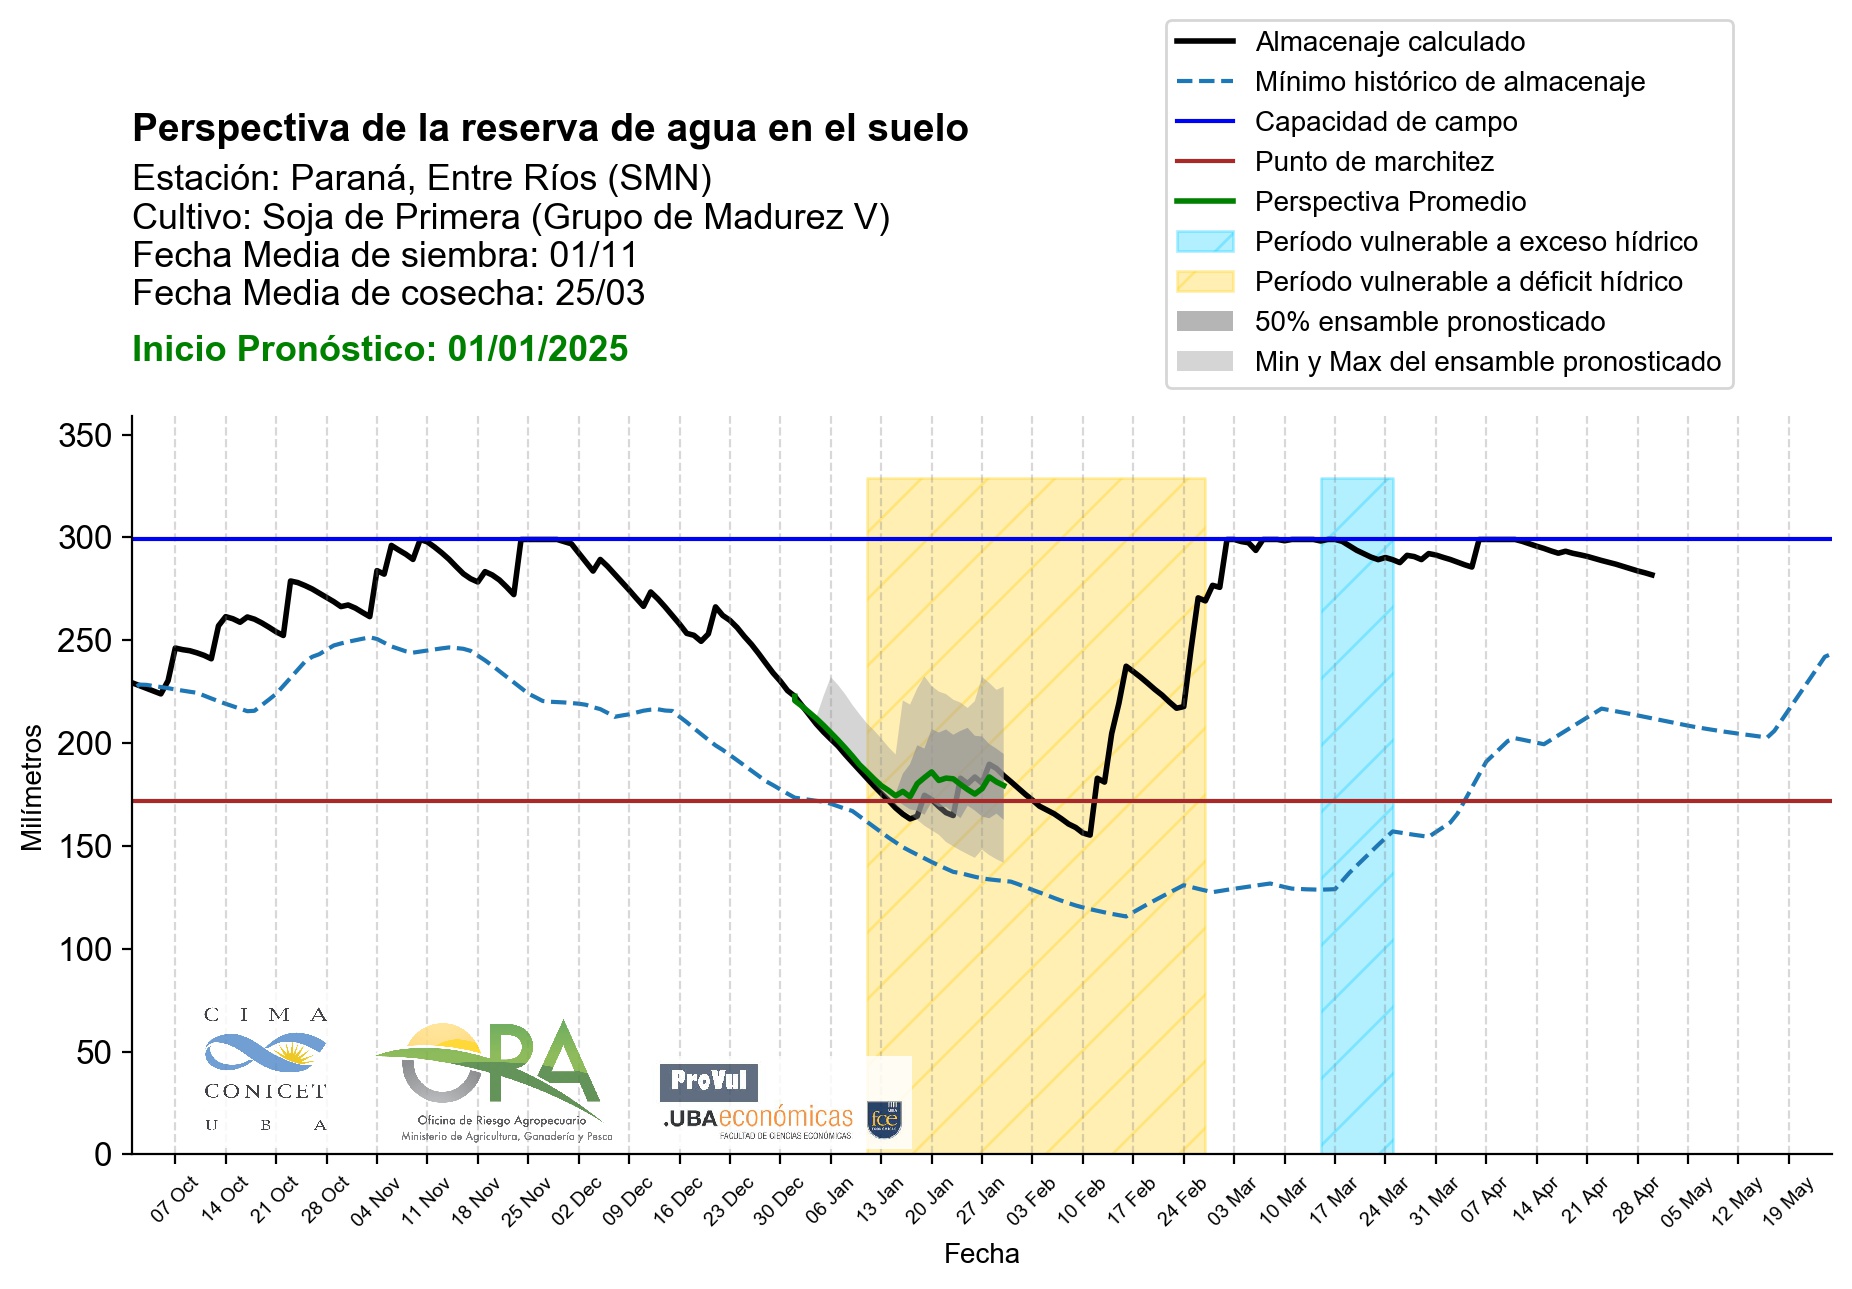 Almacenaje calculado
Mínimo histórico de almacenaje
Capacidad de campo
Punto de marchitez
Perspectiva Promedio
Período vulnerable a exceso hídrico
Período vulnerable a déficit hídrico
50% ensamble pronosticado
Min y Max del ensamble pronosticado
Perspectiva de la reserva de agua en el suelo
Estación: Paraná, Entre Ríos (SMN)
Cultivo: Soja de Primera (Grupo de Madurez V)
Fecha Media de siembra: 01/11
Fecha Media de cosecha: 25/03
Inicio Pronóstico: 01/01/2025
Milímetros
350
300
250
200
150
100
50
0
C I M A
CONICET
U B A
OPA
Oficina de Riesgo Agropecuario
Ministerio de Agricultura, Ganadería y Pesca
ProVul
.UBAeconómicas
FACULTAD DE CIENCIAS ECONÓMICAS
UBA
fce
07 Oct
14 Oct
21 Oct
28 Oct
04 Nov
11 Nov
18 Nov
25 Nov
02 Dec
09 Dec
16 Dec
23 Dec
30 Dec
06 Jan
13 Jan
20 Jan
27 Jan
03 Feb
10 Feb
17 Feb
24 Feb
03 Mar
10 Mar
17 Mar
24 Mar
31 Mar
07 Apr
14 Apr
21 Apr
28 Apr
05 May
12 May
19 May
Fecha